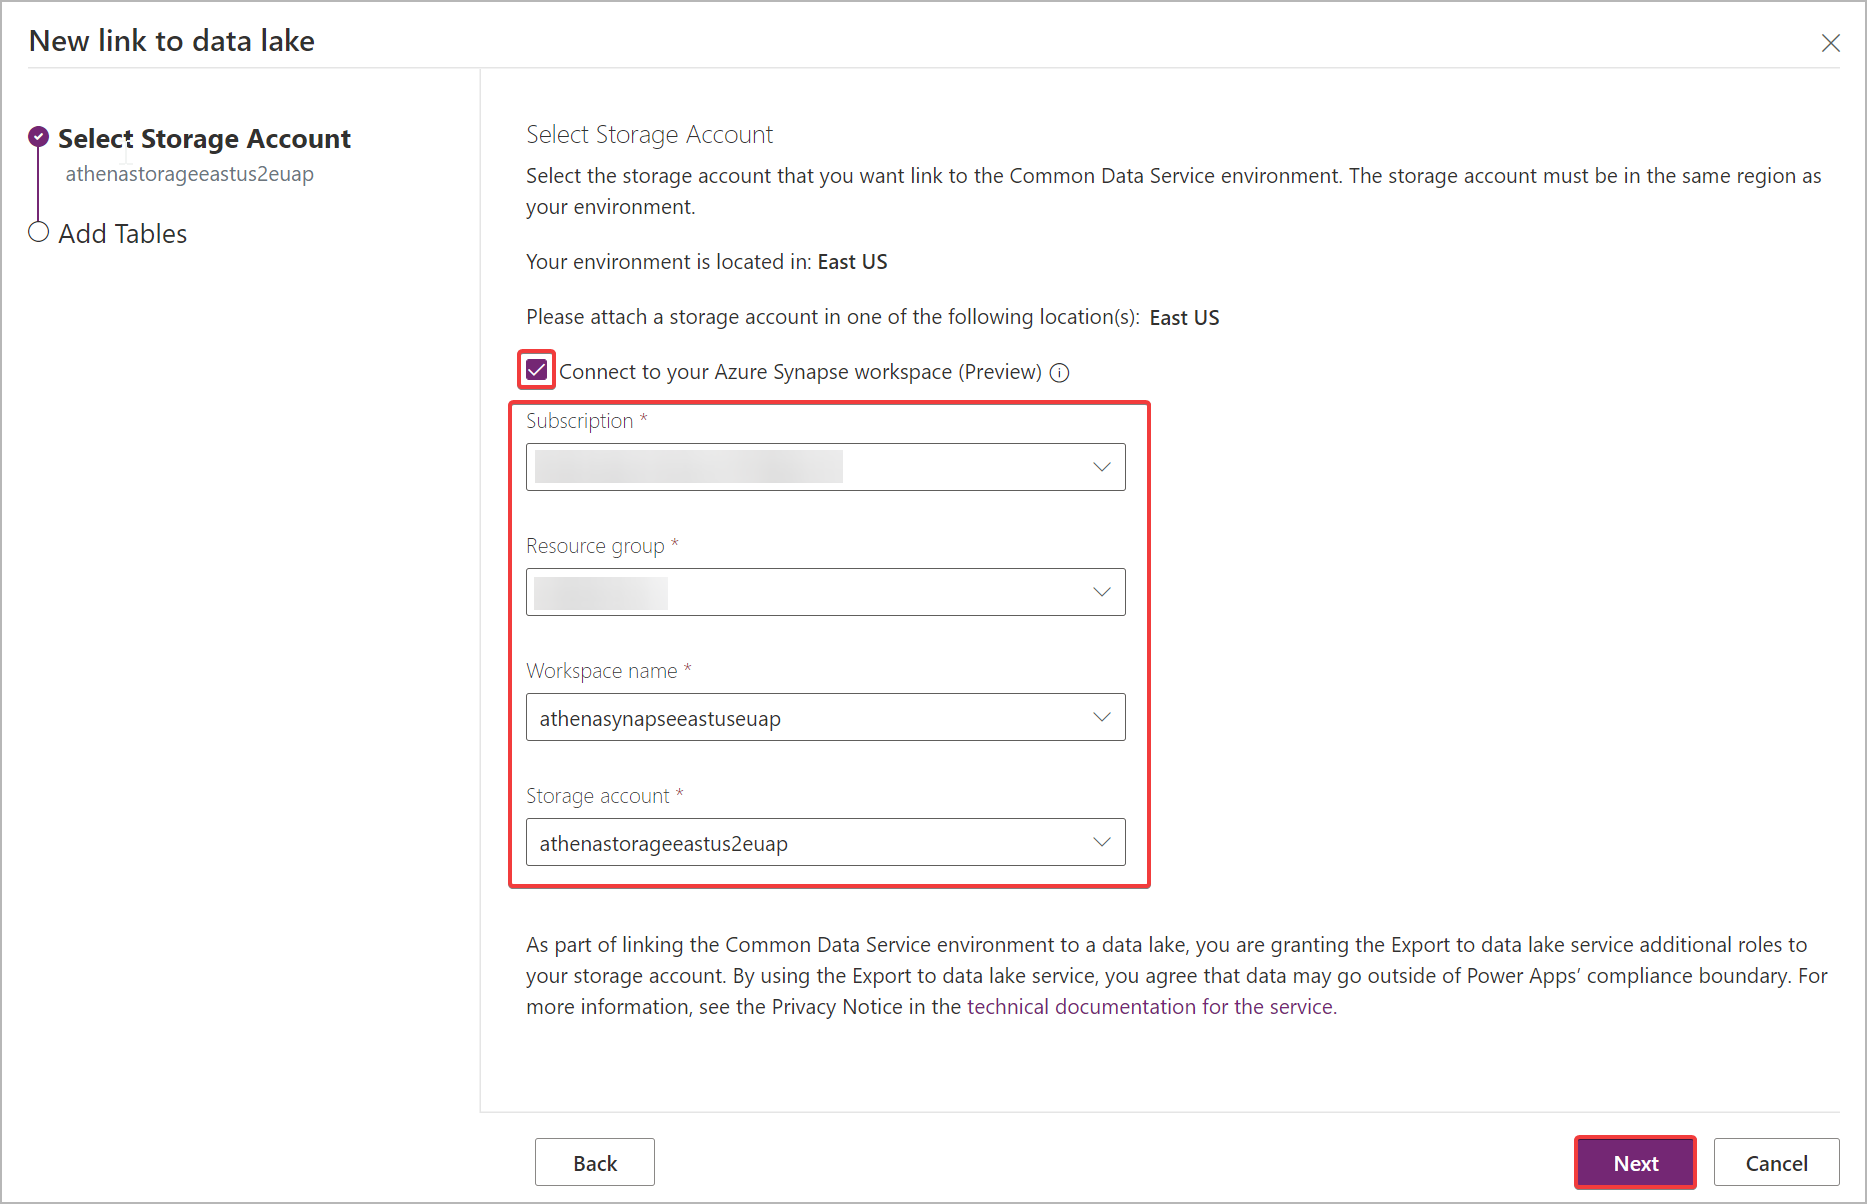 New link to data lake
Select Storage Account
athenastorageeastus2euap
Add Tables
Select Storage Account
Select the storage account that you want link to the Common Data Service environment. The storage account must be in the same region as
your environment.
Your environment is located in: East US
Please attach a storage account in one of the following location(s): East US
Connect to your Azure Synapse workspace (Preview)
Subscription *
Resource group *
Workspace name *
athenasynapseeastuseuap
Storage account *
athenastorageeastus2euap
As part of linking the Common Data Service environment to a data lake, you are granting the Export to data lake service additional roles to
your storage account. By using the Export to data lake service, you agree that data may go outside of Power Apps’ compliance boundary. For
more information, see the Privacy Notice in the technical documentation for the service.
Back
Next
Cancel